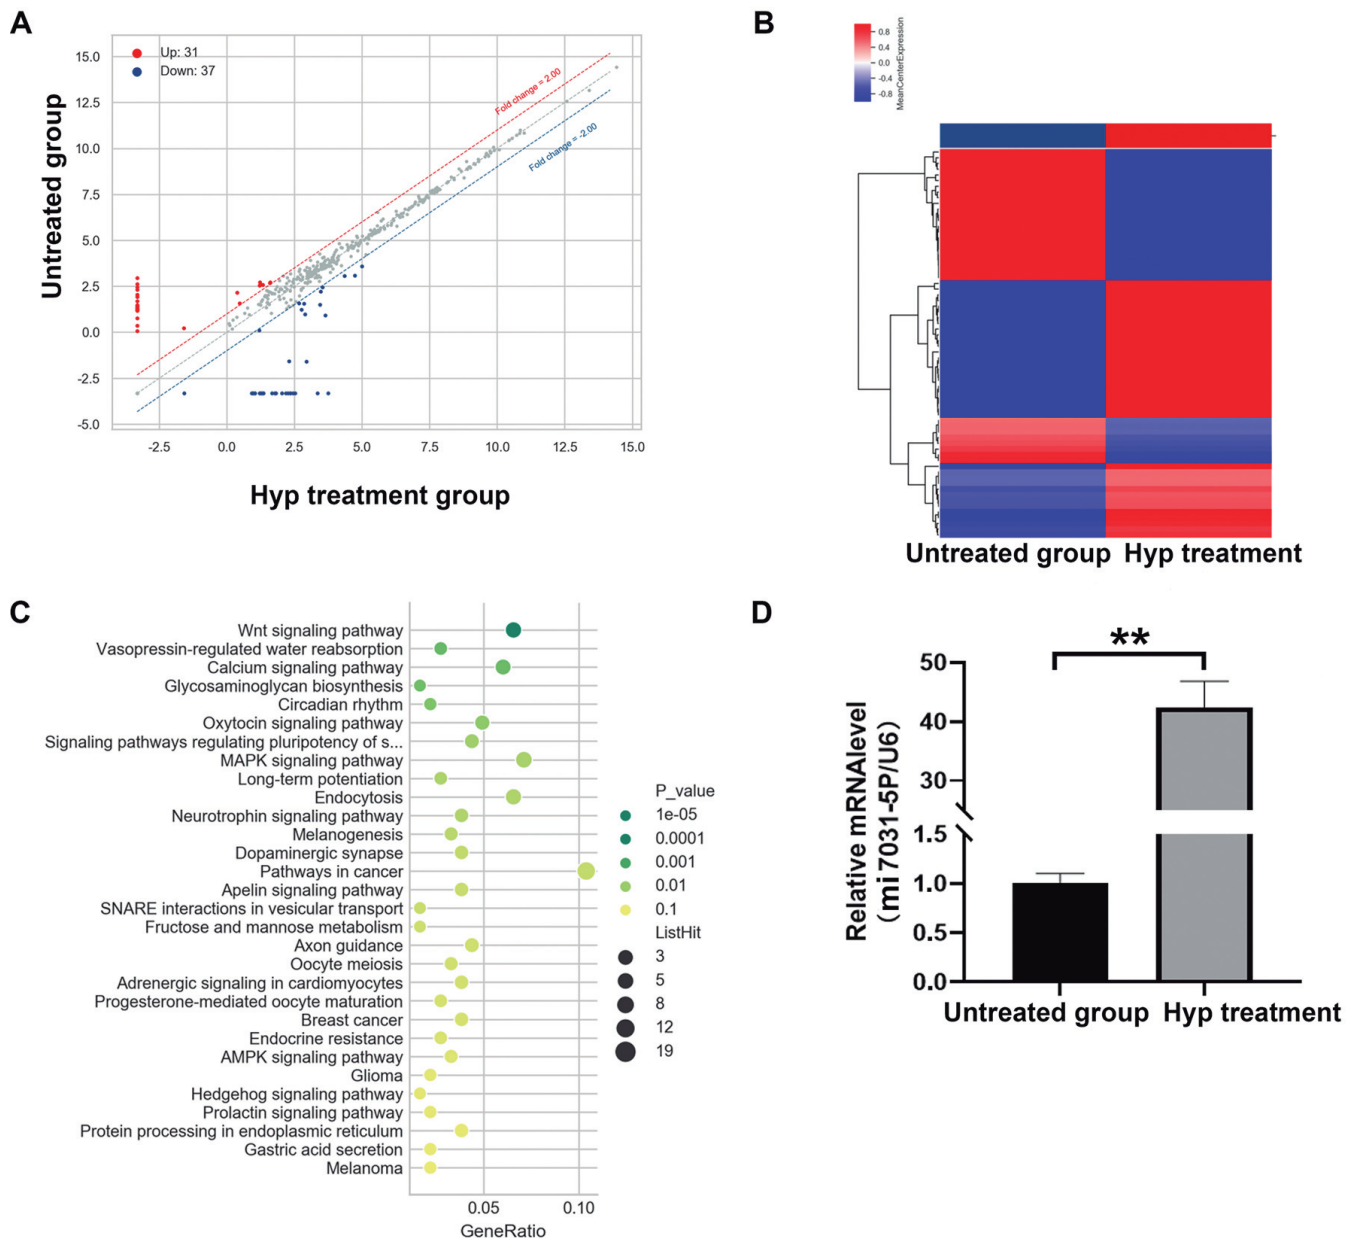 A
Untreated group
Up: 31
Down: 37
Fold change = 2.00
Fold change = -2.00
15.0
12.5
10.0
7.5
5.0
2.5
0.0
-2.5
-5.0
-2.5
0.0
2.5
5.0
7.5
10.0
12.5
15.0
Hyp treatment group
B
0.8
0.4
0.0
-0.4
-0.8
MeanCenterExpression
Untreated group
Hyp treatment
C
Wnt signaling pathway
Vasopressin-regulated water reabsorption
Calcium signaling pathway
Glycosaminoglycan biosynthesis
Circadian rhythm
Oxytocin signaling pathway
Signaling pathways regulating pluripotency of s...
MAPK signaling pathway
Long-term potentiation
Endocytosis
Neurotrophin signaling pathway
Melanogenesis
Dopaminergic synapse
Pathways in cancer
Apelin signaling pathway
SNARE interactions in vesicular transport
Fructose and mannose metabolism
Axon guidance
Oocyte meiosis
Adrenergic signaling in cardiomyocytes
Progesterone-mediated oocyte maturation
Breast cancer
Endocrine resistance
AMPK signaling pathway
Glioma
Hedgehog signaling pathway
Prolactin signaling pathway
Protein processing in endoplasmic reticulum
Gastric acid secretion
Melanoma
0.05
0.10
GeneRatio
P_value
1e-05
0.0001
0.001
0.01
0.1
ListHit
3
5
8
12
19
D
**
Relative mRNAlevel
(mi7031-5P/U6)
50
40
30
1.5
1.0
0.5
0.0
Untreated group
Hyp treatment